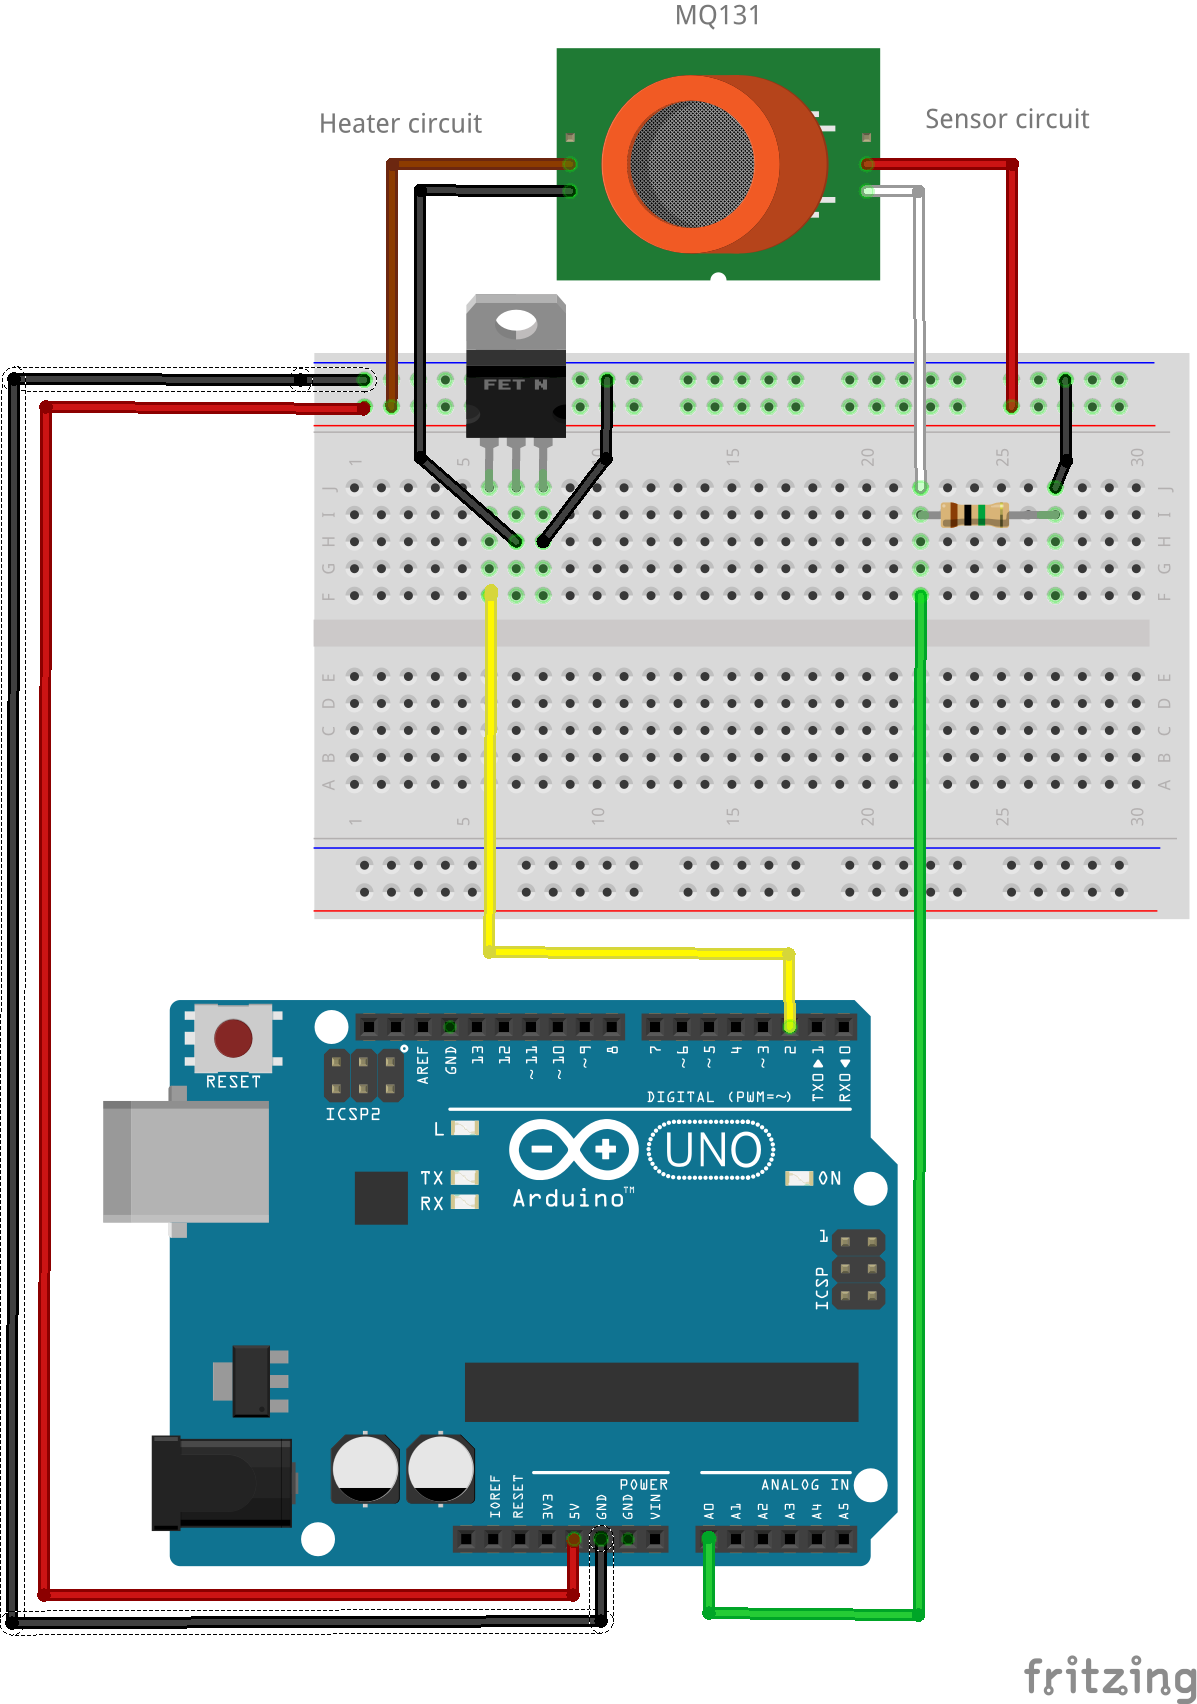 MQ131
Heater circuit
Sensor circuit
FET N
1 5 10 15 20 25 30
J J
I I
H H
G G
F F
E E
D D
C C
B B
A A
1 5 10 15 20 25 30
RESET
ICSP2
AREF GND 13 12 ~11 ~10 ~9 8 7 ~6 ~5 4 ~3 2 TX0▶1 RX0◀0
DIGITAL (PWM=~)
L
TX
RX
UNO
Arduino™
ON
1
ICSP
POWER
ANALOG IN
IOREF RESET 3V3 5V GND GND VIN A0 A1 A2 A3 A4 A5
fritzing